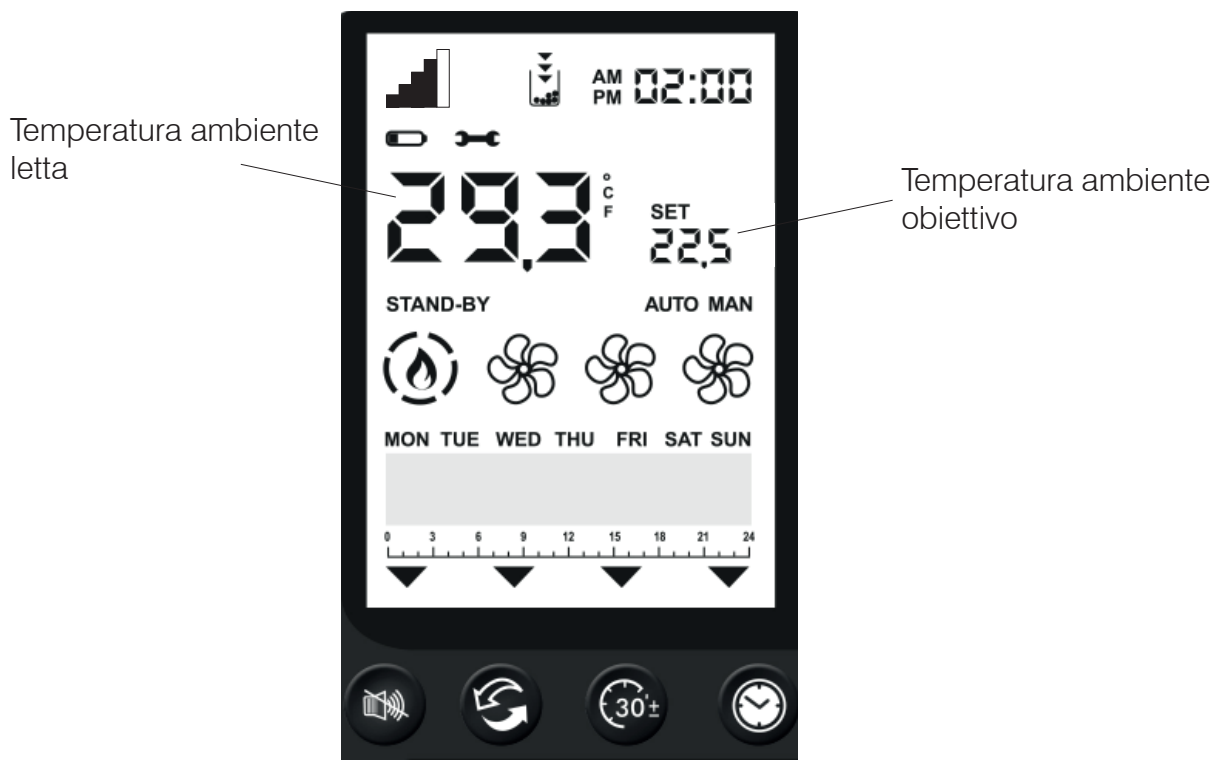 AM
PM 02:00
Temperatura ambiente
letta
29,3 °
C
F
Temperatura ambiente
obiettivo
SET
22,5
STAND-BY AUTO MAN
MON TUE WED THU FRI SAT SUN
0 3 6 9 12 15 18 21 24
30'±